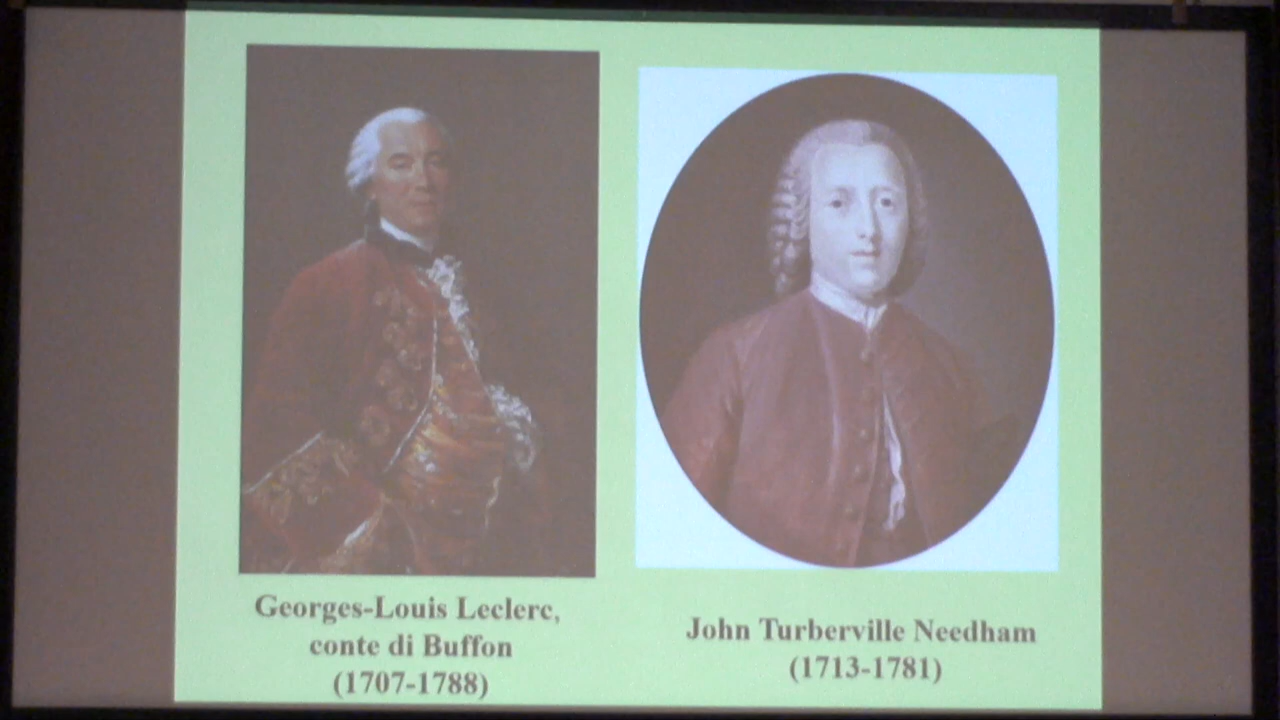 Georges-Louis Leclerc,
conte di Buffon
(1707-1788)
John Turberville Needham
(1713-1781)